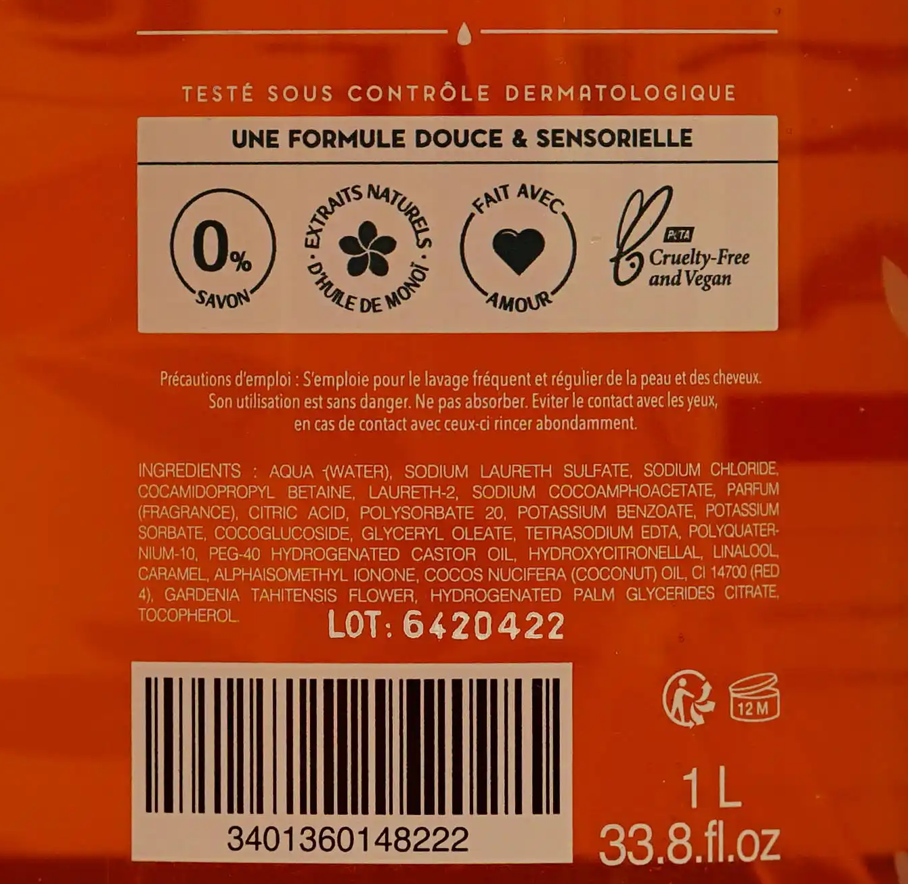 TESTÉ SOUS CONTRÔLE DERMATOLOGIQUE
UNE FORMULE DOUCE & SENSORIELLE
0%
SAVON
EXTRAITS NATURELS
· D'HUILE DE MONOÏ ·
FAIT AVEC
AMOUR
PETA
Cruelty-Free
and Vegan
Précautions d'emploi : S'emploie pour le lavage fréquent et régulier de la peau et des cheveux.
Son utilisation est sans danger. Ne pas absorber. Eviter le contact avec les yeux,
en cas de contact avec ceux-ci rincer abondamment.
INGREDIENTS : AQUA (WATER), SODIUM LAURETH SULFATE, SODIUM CHLORIDE,
COCAMIDOPROPYL BETAINE, LAURETH-2, SODIUM COCOAMPHOACETATE, PARFUM
(FRAGRANCE), CITRIC ACID, POLYSORBATE 20, POTASSIUM BENZOATE, POTASSIUM
SORBATE, COCOGLUCOSIDE, GLYCERYL OLEATE, TETRASODIUM EDTA, POLYQUATER-
NIUM-10, PEG-40 HYDROGENATED CASTOR OIL, HYDROXYCITRONELLAL, LINALOOL,
CARAMEL, ALPHAISOMETHYL IONONE, COCOS NUCIFERA (COCONUT) OIL, CI 14700 (RED
4), GARDENIA TAHITENSIS FLOWER, HYDROGENATED PALM GLYCERIDES CITRATE,
TOCOPHEROL.
LOT: 6420422
12 M
3401360148222
1 L
33.8.fl.oz